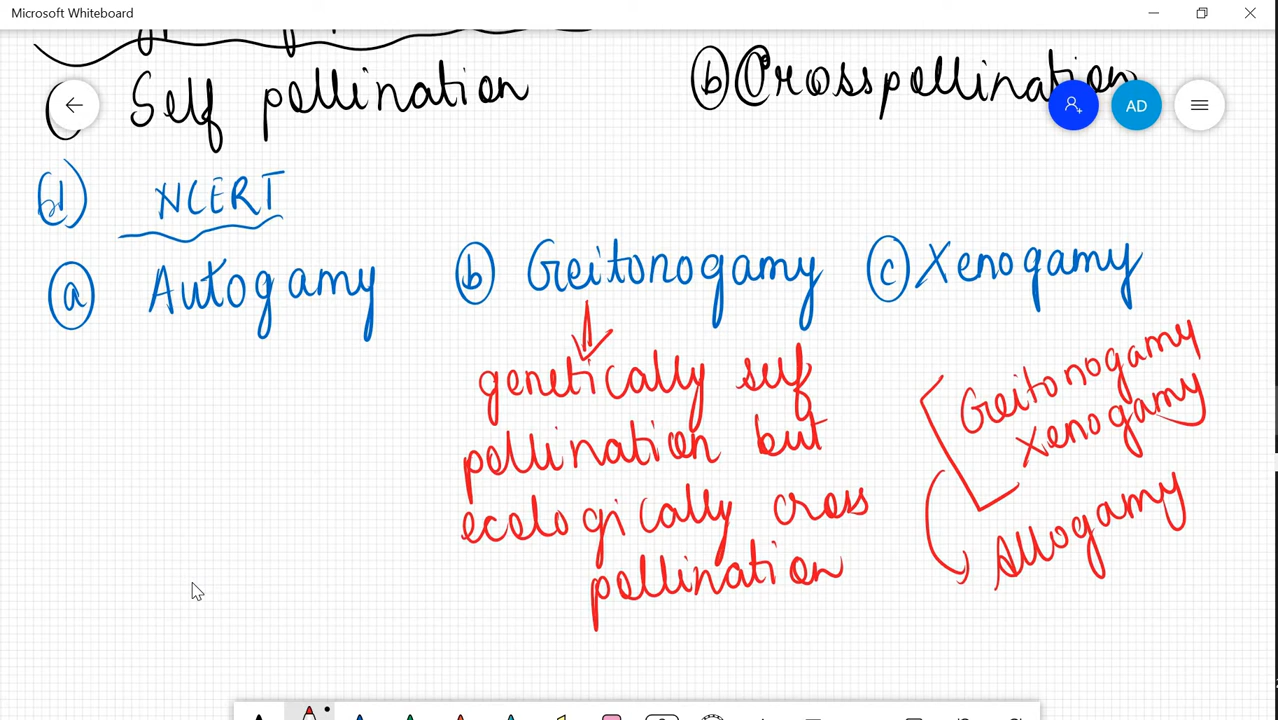 Microsoft Whiteboard
Self pollination
b Crosspollination
AD
NCERT
a Autogamy
b Geitonogamy
c Xenogamy
genetically self
pollination but
ecologically cross
pollination
Geitonogamy
Xenogamy
allogamy